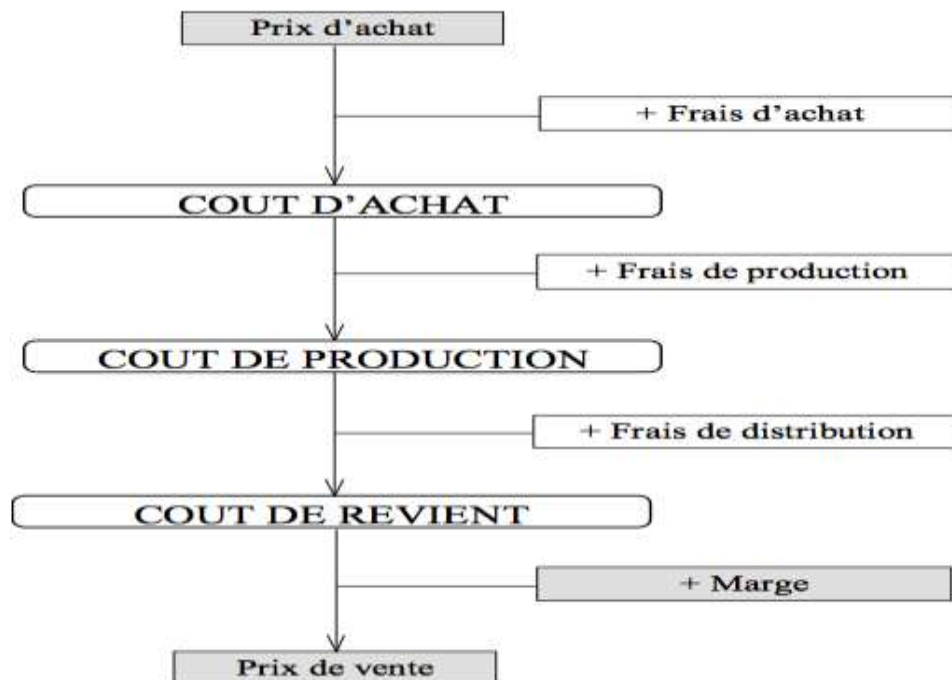 Prix d'achat
+ Frais d'achat
COUT D'ACHAT
+ Frais de production
COUT DE PRODUCTION
+ Frais de distribution
COUT DE REVIENT
+ Marge
Prix de vente